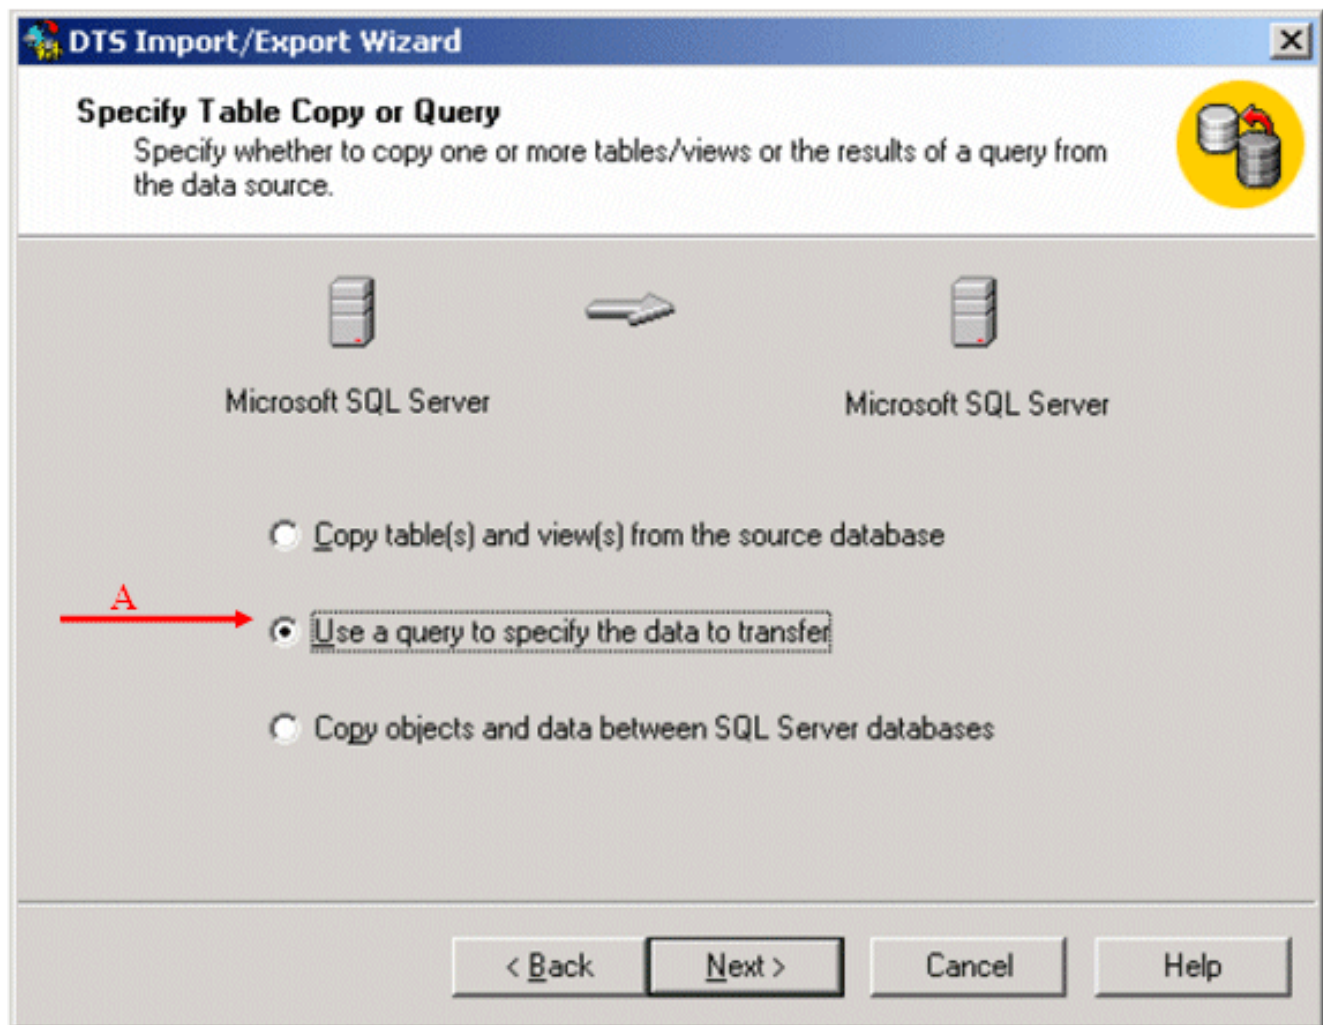 DTS Import/Export Wizard
Specify Table Copy or Query
Specify whether to copy one or more tables/views or the results of a query from
the data source.
Microsoft SQL Server
Microsoft SQL Server
Copy table(s) and view(s) from the source database
A
Use a query to specify the data to transfer
Copy objects and data between SQL Server databases
< Back
Next >
Cancel
Help